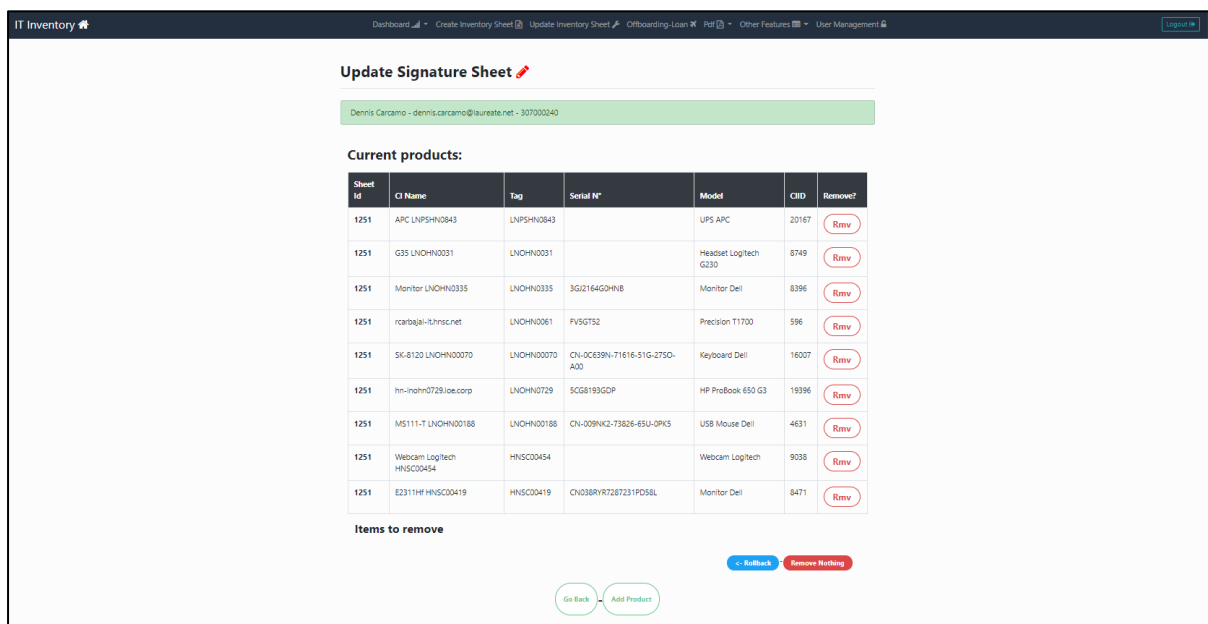 IT Inventory
Dashboard Create Inventory Sheet Update Inventory Sheet Offboarding-Loan Pdf Other Features User Management
Logout
Update Signature Sheet
Dennis Carcamo - dennis.carcamo@laureate.net - 307000240
Current products:
Sheet Id CI Name Tag Serial N° Model CIID Remove?
1251 APC LNPSHN0843 LNPSHN0843 UPS APC 20167 Rmv
1251 G35 LNOHN0031 LNOHN0031 Headset Logitech G230 8749 Rmv
1251 Monitor LNOHN0335 LNOHN0335 3GJ2164G0HNB Monitor Dell 8396 Rmv
1251 rcarbajal-lt.hnsc.net LNOHN0061 FV5GT52 Precision T1700 596 Rmv
1251 SK-8120 LNOHN00070 LNOHN00070 CN-0C639N-71616-51G-27SO-A00 Keyboard Dell 16007 Rmv
1251 hn-lnohn0729.loe.corp LNOHN0729 5CG8193GDP HP ProBook 650 G3 19396 Rmv
1251 MS111-T LNOHN00188 LNOHN00188 CN-009NK2-73826-65U-0PK5 USB Mouse Dell 4631 Rmv
1251 Webcam Logitech HNSC00454 HNSC00454 Webcam Logitech 9038 Rmv
1251 E2311Hf HNSC00419 HNSC00419 CN038RYR7287231PD58L Monitor Dell 8471 Rmv
Items to remove
<- Rollback - Remove Nothing
Go Back - Add Product